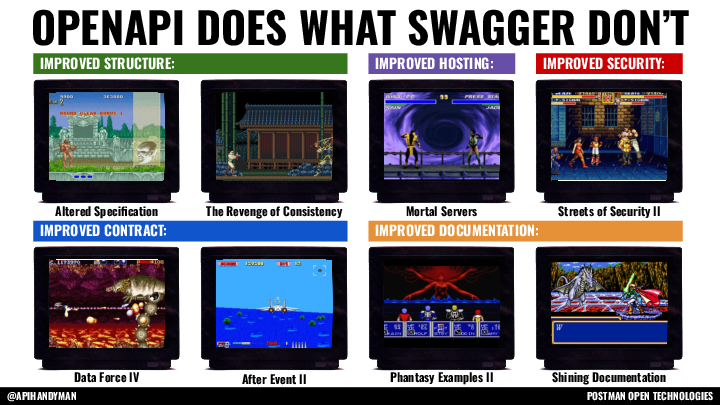 OPENAPI DOES WHAT SWAGGER DON'T
IMPROVED STRUCTURE:
IMPROVED HOSTING:
IMPROVED SECURITY:
Altered Specification
The Revenge of Consistency
Mortal Servers
Streets of Security II
IMPROVED CONTRACT:
IMPROVED DOCUMENTATION:
Data Force IV
After Event II
Phantasy Examples II
Shining Documentation
@APIHANDYMAN
POSTMAN OPEN TECHNOLOGIES